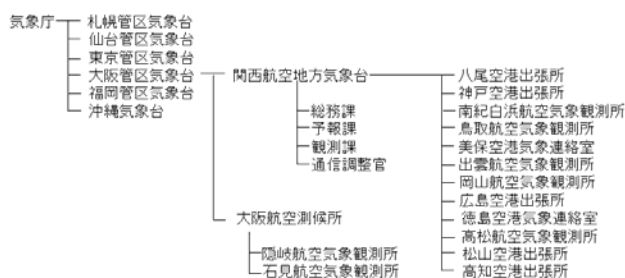 気象庁
札幌管区気象台
仙台管区気象台
東京管区気象台
大阪管区気象台
福岡管区気象台
沖縄気象台
関西航空地方気象台
総務課
予報課
観測課
通信調整官
大阪航空測候所
隠岐航空気象観測所
石見航空気象観測所
八尾空港出張所
神戸空港出張所
南紀白浜航空気象観測所
鳥取航空気象観測所
美保空港気象連絡室
出雲航空気象観測所
岡山航空気象観測所
広島空港出張所
徳島空港気象連絡室
高松航空気象観測所
松山空港出張所
高知空港出張所